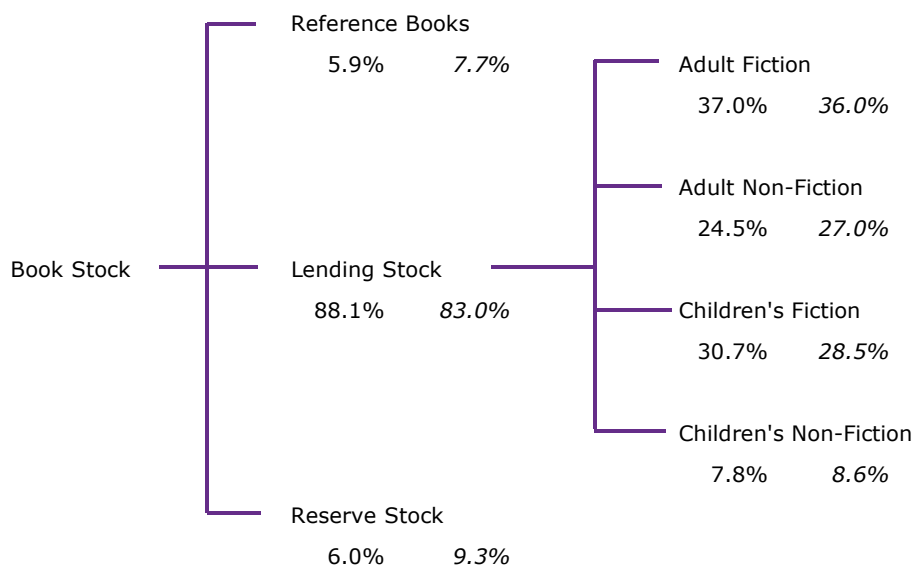 Reference Books
5.9% 7.7%
Adult Fiction
37.0% 36.0%
Adult Non-Fiction
24.5% 27.0%
Book Stock
Lending Stock
88.1% 83.0%
Children's Fiction
30.7% 28.5%
Children's Non-Fiction
7.8% 8.6%
Reserve Stock
6.0% 9.3%